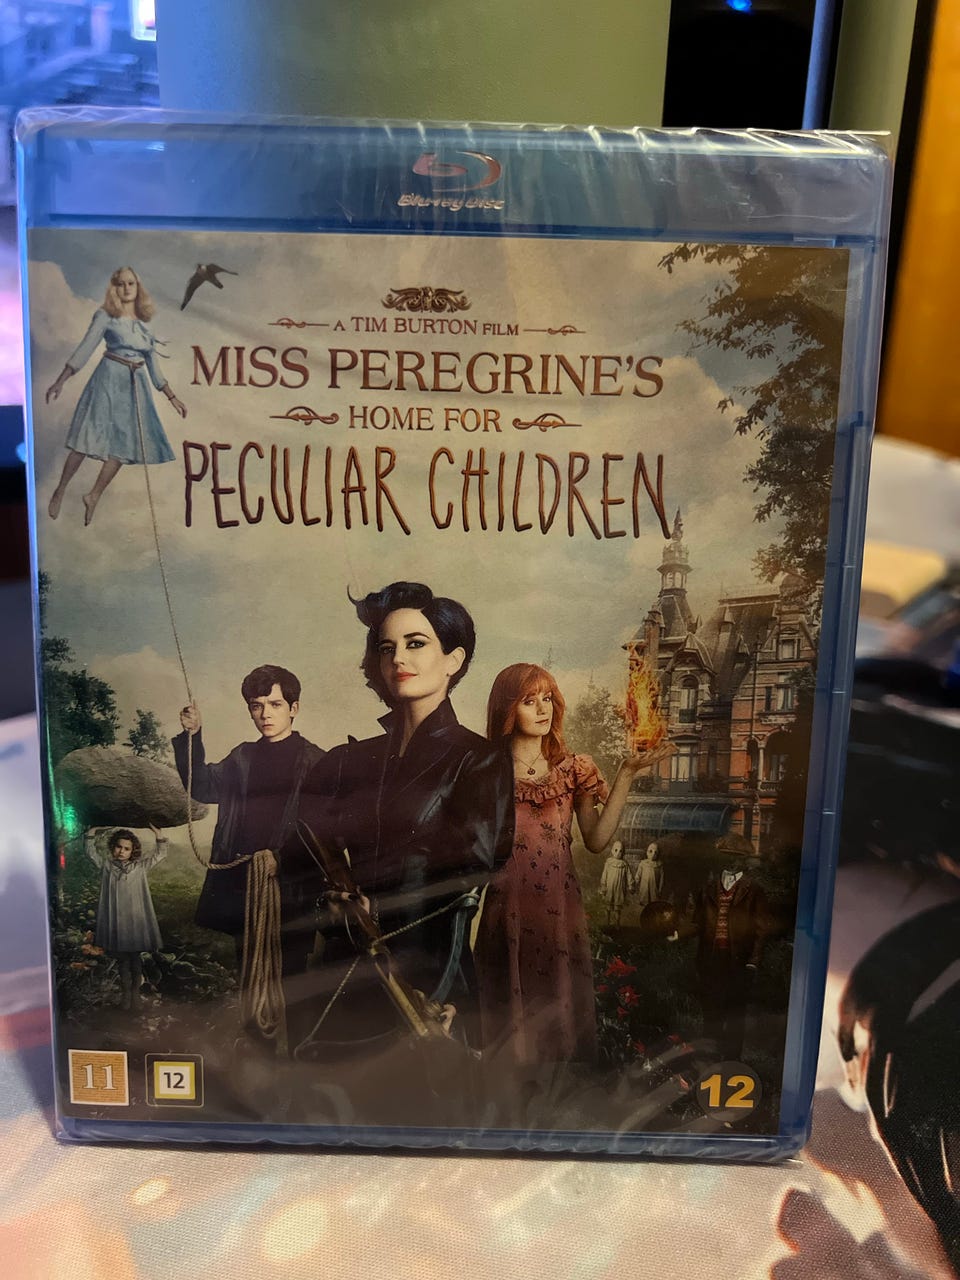 Blu-ray Disc
A TIM BURTON FILM
MISS PEREGRINE'S
HOME FOR
PECULIAR CHILDREN
11
12
12